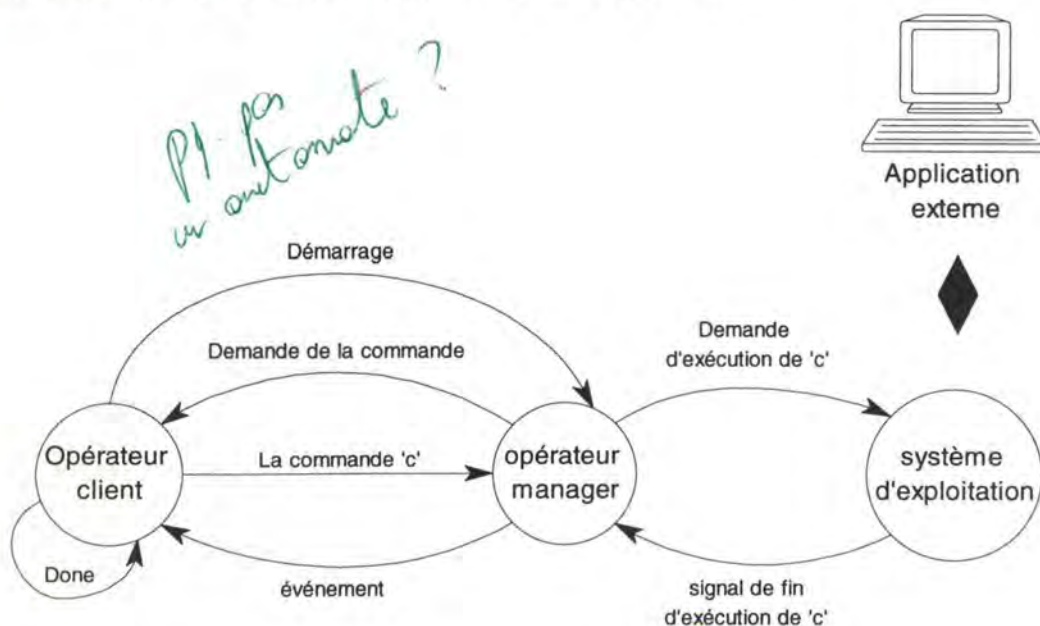 pas
un automate ?
Application
externe
Démarrage
Demande de la commande
Demande
d'exécution de 'c'
Opérateur
client
La commande 'c'
opérateur
manager
système
d'exploitation
Done
événement
signal de fin
d'exécution de 'c'